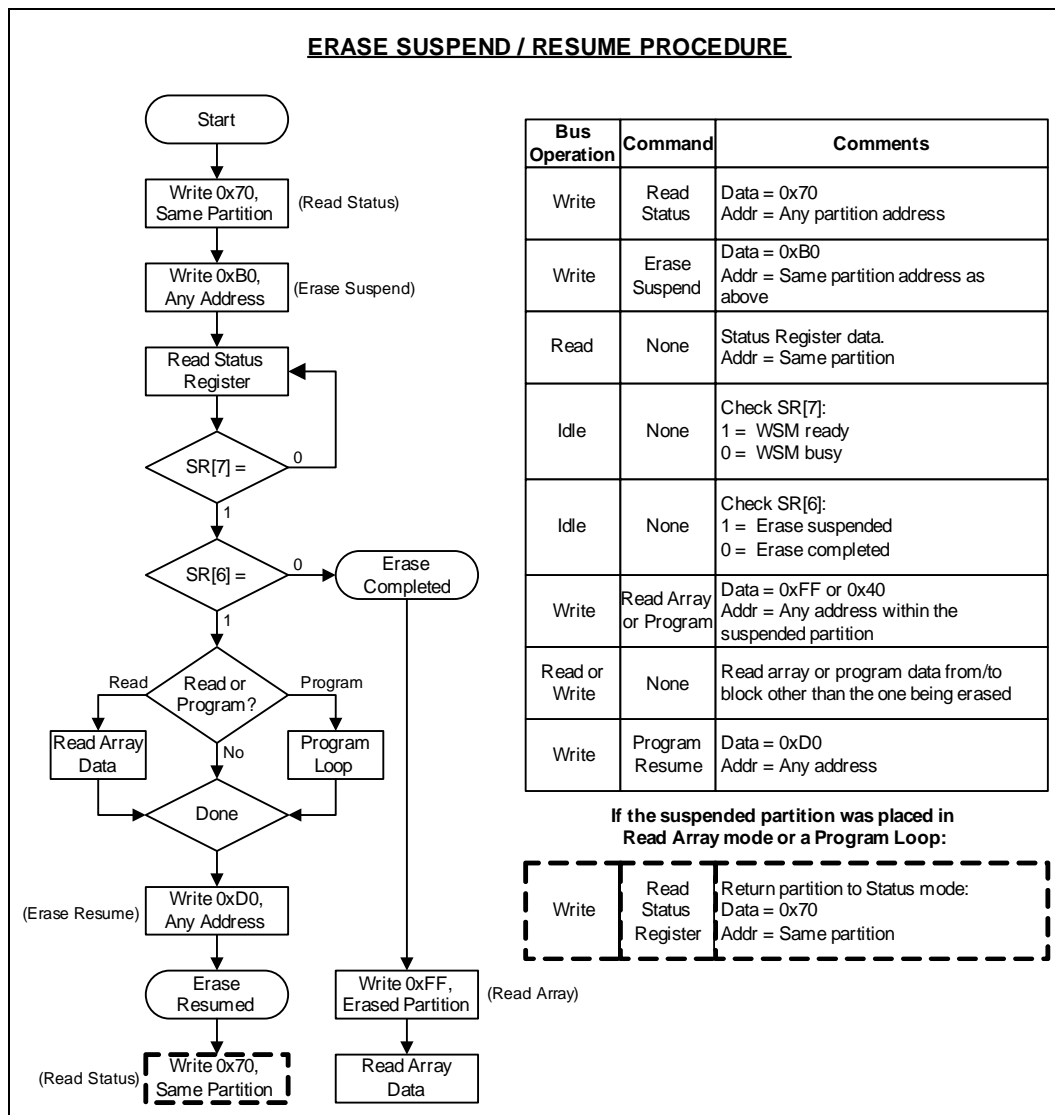 ERASE SUSPEND / RESUME PROCEDURE
Start
Write 0x70,
Same Partition
(Read Status)
Write 0xB0,
Any Address
(Erase Suspend)
Read Status
Register
SR[7] =
0
1
SR[6] =
0
1
Erase
Completed
Read or
Program?
Read
Program
No
Read Array
Data
Program
Loop
Done
(Erase Resume)
Write 0xD0,
Any Address
Erase
Resumed
(Read Status)
Write 0x70,
Same Partition
Write 0xFF,
Erased Partition
(Read Array)
Read Array
Data
Bus
Operation
Command
Comments
Write
Read
Status
Data = 0x70
Addr = Any partition address
Write
Erase
Suspend
Data = 0xB0
Addr = Same partition address as
above
Read
None
Status Register data.
Addr = Same partition
Idle
None
Check SR[7]:
1 = WSM ready
0 = WSM busy
Idle
None
Check SR[6]:
1 = Erase suspended
0 = Erase completed
Write
Read Array
or Program
Data = 0xFF or 0x40
Addr = Any address within the
suspended partition
Read or
Write
None
Read array or program data from/to
block other than the one being erased
Write
Program
Resume
Data = 0xD0
Addr = Any address
If the suspended partition was placed in
Read Array mode or a Program Loop:
Write
Read
Status
Register
Return partition to Status mode:
Data = 0x70
Addr = Same partition